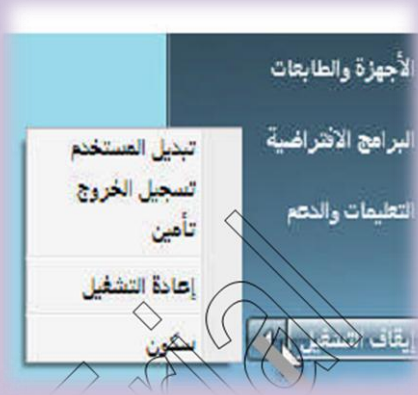 الأجهزة والطابعات
البرامج الافتراضية
التعليمات والدعم
إيقاف التشغيل
تبديل المستخدم
تسجيل الخروج
تأمين
إعادة التشغيل
سكون